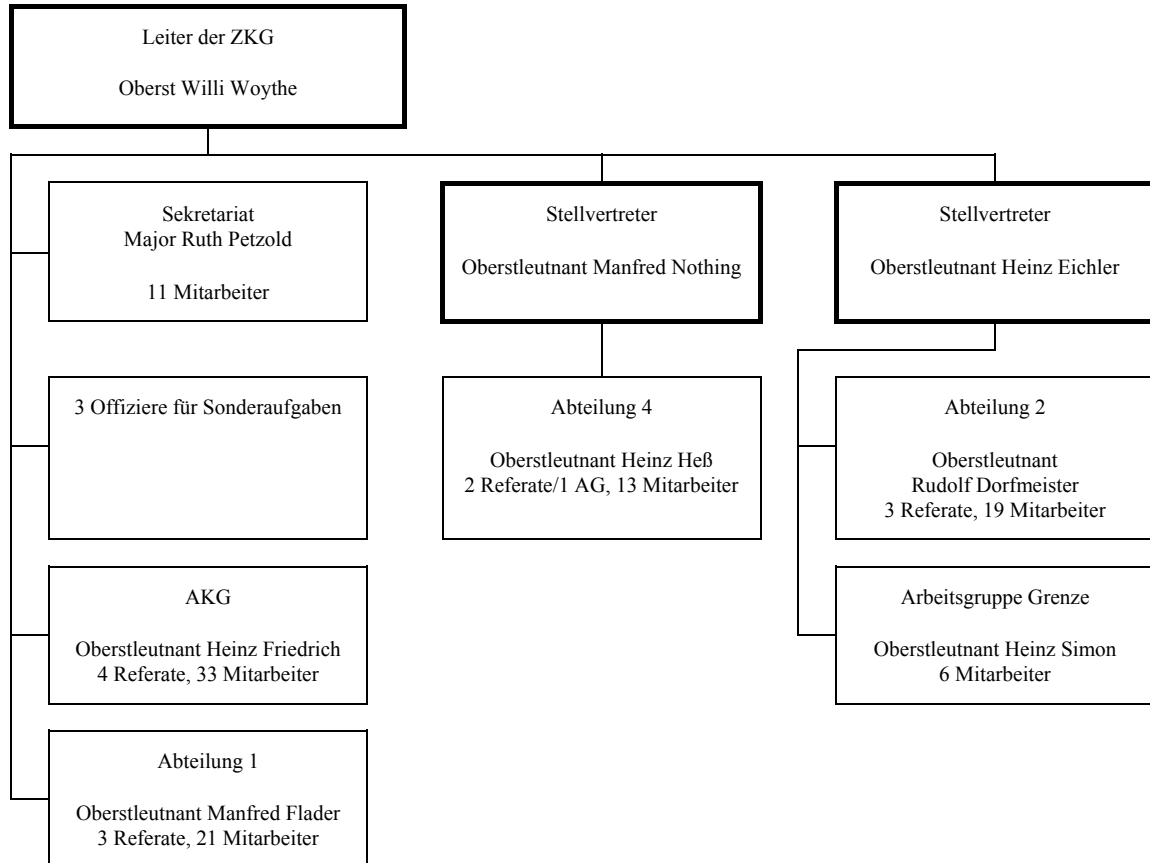 Leiter der ZKG
Oberst Willi Woythe
Sekretariat
Major Ruth Petzold
11 Mitarbeiter
Stellvertreter
Oberstleutnant Manfred Nothing
Stellvertreter
Oberstleutnant Heinz Eichler
3 Offiziere für Sonderaufgaben
Abteilung 4
Oberstleutnant Heinz Heß
2 Referate/1 AG, 13 Mitarbeiter
Abteilung 2
Oberstleutnant
Rudolf Dorfmeister
3 Referate, 19 Mitarbeiter
AKG
Oberstleutnant Heinz Friedrich
4 Referate, 33 Mitarbeiter
Arbeitsgruppe Grenze
Oberstleutnant Heinz Simon
6 Mitarbeiter
Abteilung 1
Oberstleutnant Manfred Flader
3 Referate, 21 Mitarbeiter